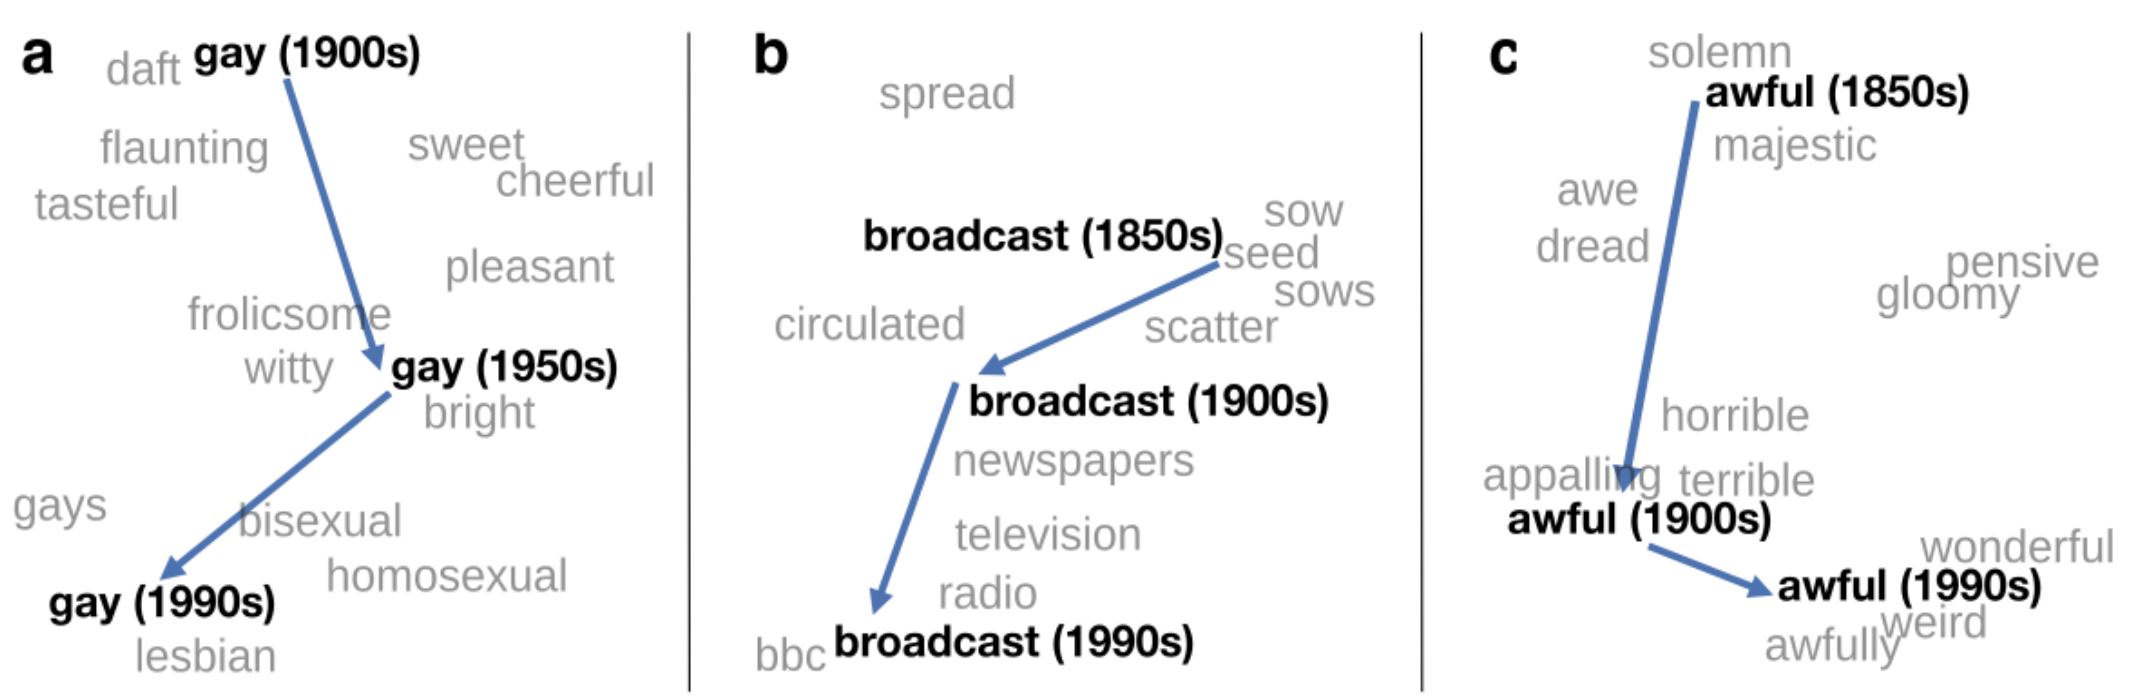 a
daft gay (1900s)
flaunting sweet
cheerful
tasteful
pleasant
frolicsome
witty gay (1950s)
bright
gays bisexual
homosexual
gay (1990s)
lesbian
b
spread
sow
broadcast (1850s)
seed
sows
circulated scatter
broadcast (1900s)
newspapers
television
radio
bbc broadcast (1990s)
c
solemn
awful (1850s)
majestic
awe
dread
pensive
gloomy
horrible
appalling terrible
awful (1900s)
wonderful
awful (1990s)
weird
awfully